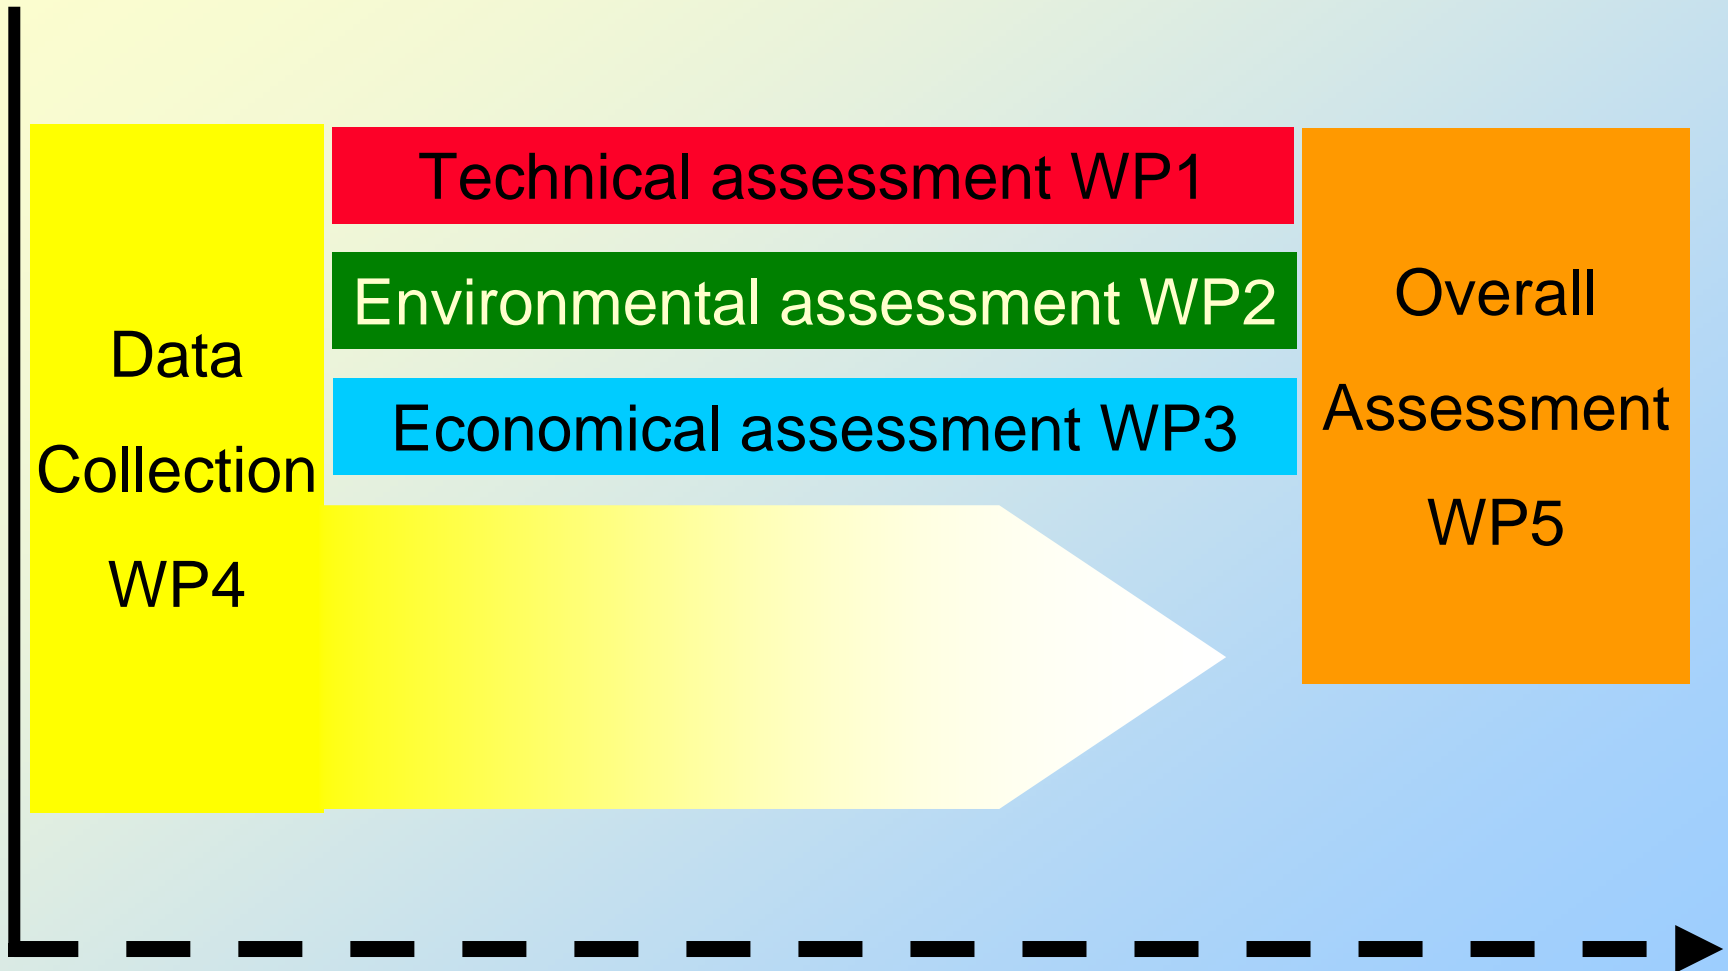 Data
Collection
WP4
Technical assessment WP1
Environmental assessment WP2
Economical assessment WP3
Overall
Assessment
WP5